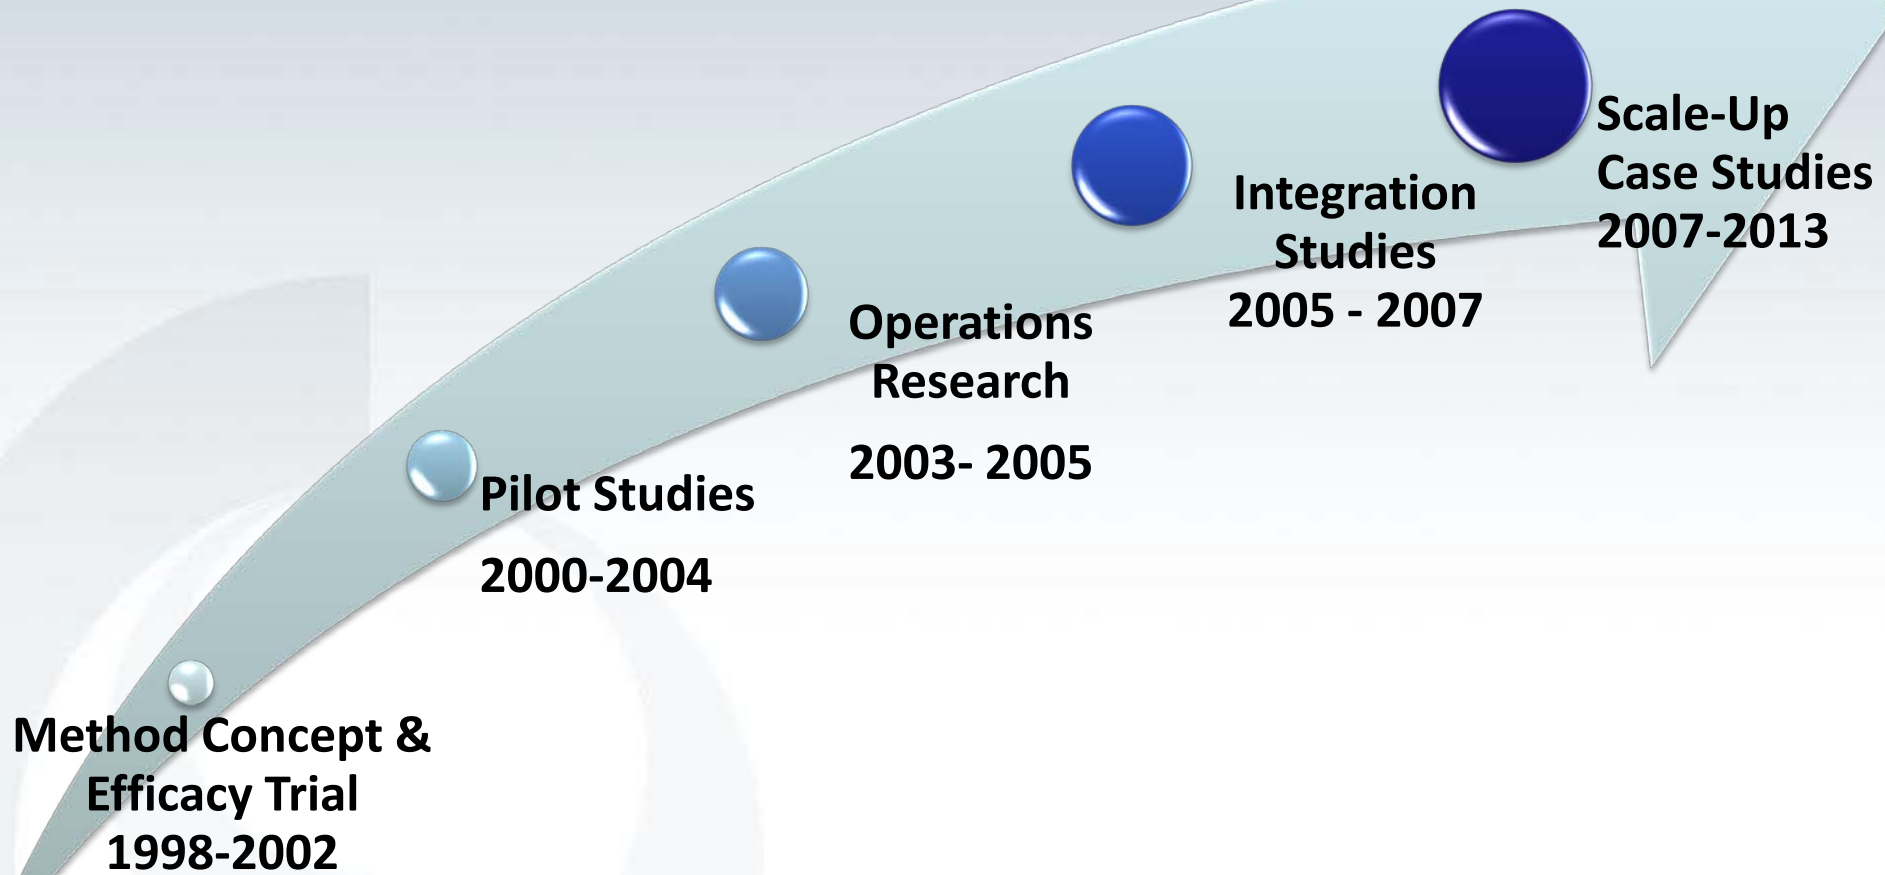 Method Concept &
Efficacy Trial
1998-2002
Pilot Studies
2000-2004
Operations
Research
2003- 2005
Integration
Studies
2005 - 2007
Scale-Up
Case Studies
2007-2013